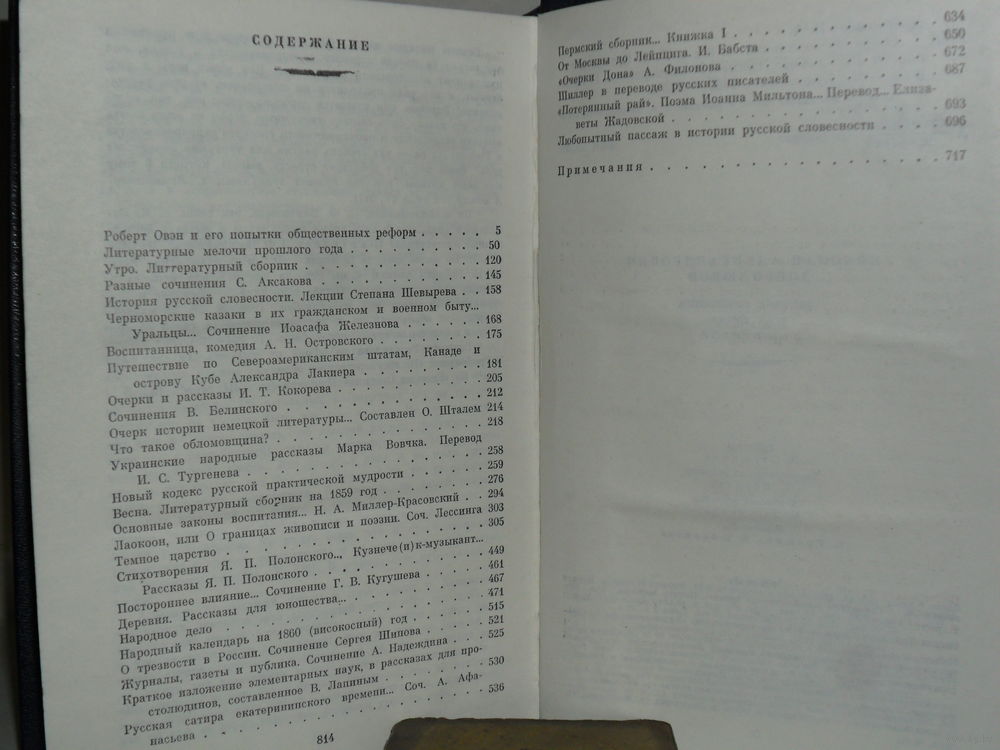 СОДЕРЖАНИЕ
Роберт Овэн и его попытки общественных реформ . . . . . 5
Литературные мелочи прошлого года . . . . . . . . . 50
Утро. Литтературный сборник . . . . . . . . . . . 120
Разные сочинения С. Аксакова . . . . . . . . . . 145
История русской словесности. Лекции Степана Шевырева . . 158
Черноморские казаки в их гражданском и военном быту...
Уральцы... Сочинение Иоасафа Железнова . . . . . . 168
Воспитанница, комедия А. Н. Островского . . . . . . . 175
Путешествие по Североамериканским штатам, Канаде и
острову Кубе Александра Лакиера . . . . . . . . 181
Очерки и рассказы И. Т. Кокорева . . . . . . . . . 205
Сочинения В. Белинского . . . . . . . . . . . . 212
Очерк истории немецкой литературы... Составлен О. Шталем 214
Что такое обломовщина? . . . . . . . . . . . . 218
Украинские народные рассказы Марка Вовчка. Перевод
И. С. Тургенева . . . . . . . . . . . . . 258
Новый кодекс русской практической мудрости . . . . . . 259
Весна. Литературный сборник на 1859 год . . . . . . . 276
Основные законы воспитания... Н. А. Миллер-Красовский . . 294
Лаокоон, или О границах живописи и поэзии. Соч. Лессинга 303
Темное царство . . . . . . . . . . . . . . 305
Стихотворения Я. П. Полонского... Кузнече(и)к-музыкант...
Рассказы Я. П. Полонского . . . . . . . . . . 449
Постороннее влияние... Сочинение Г. В. Кугушева . . . . 461
Деревня. Рассказы для юношества... . . . . . . . . 467
Народное дело . . . . . . . . . . . . . . 471
Народный календарь на 1860 (високосный) год . . . . . . 515
О трезвости в России. Сочинение Сергея Шипова . . . . . 521
Журналы, газеты и публика. Сочинение А. Надеждина . . . 525
Краткое изложение элементарных наук, в рассказах для про-
столюдинов, составленное В. Лапиным . . . . . . . 530
Русская сатира екатерининского времени... Соч. А. Афа-
насьева . . . . . . . . . . . . . . . 536
814
Пермский сборник... Книжка I . . . . . . . . . . 634
От Москвы до Лейпцига. И. Бабста . . . . . . . . . 650
«Очерки Дона» А. Филонова . . . . . . . . . . . 672
Шиллер в переводе русских писателей . . . . . . . . 687
«Потерянный рай». Поэма Иоанна Мильтона... Перевод... Елиза-
веты Жадовской . . . . . . . . . . . . . 693
Любопытный пассаж в истории русской словесности . . . . 696
Примечания . . . . . . . . . . . . . . . . 717